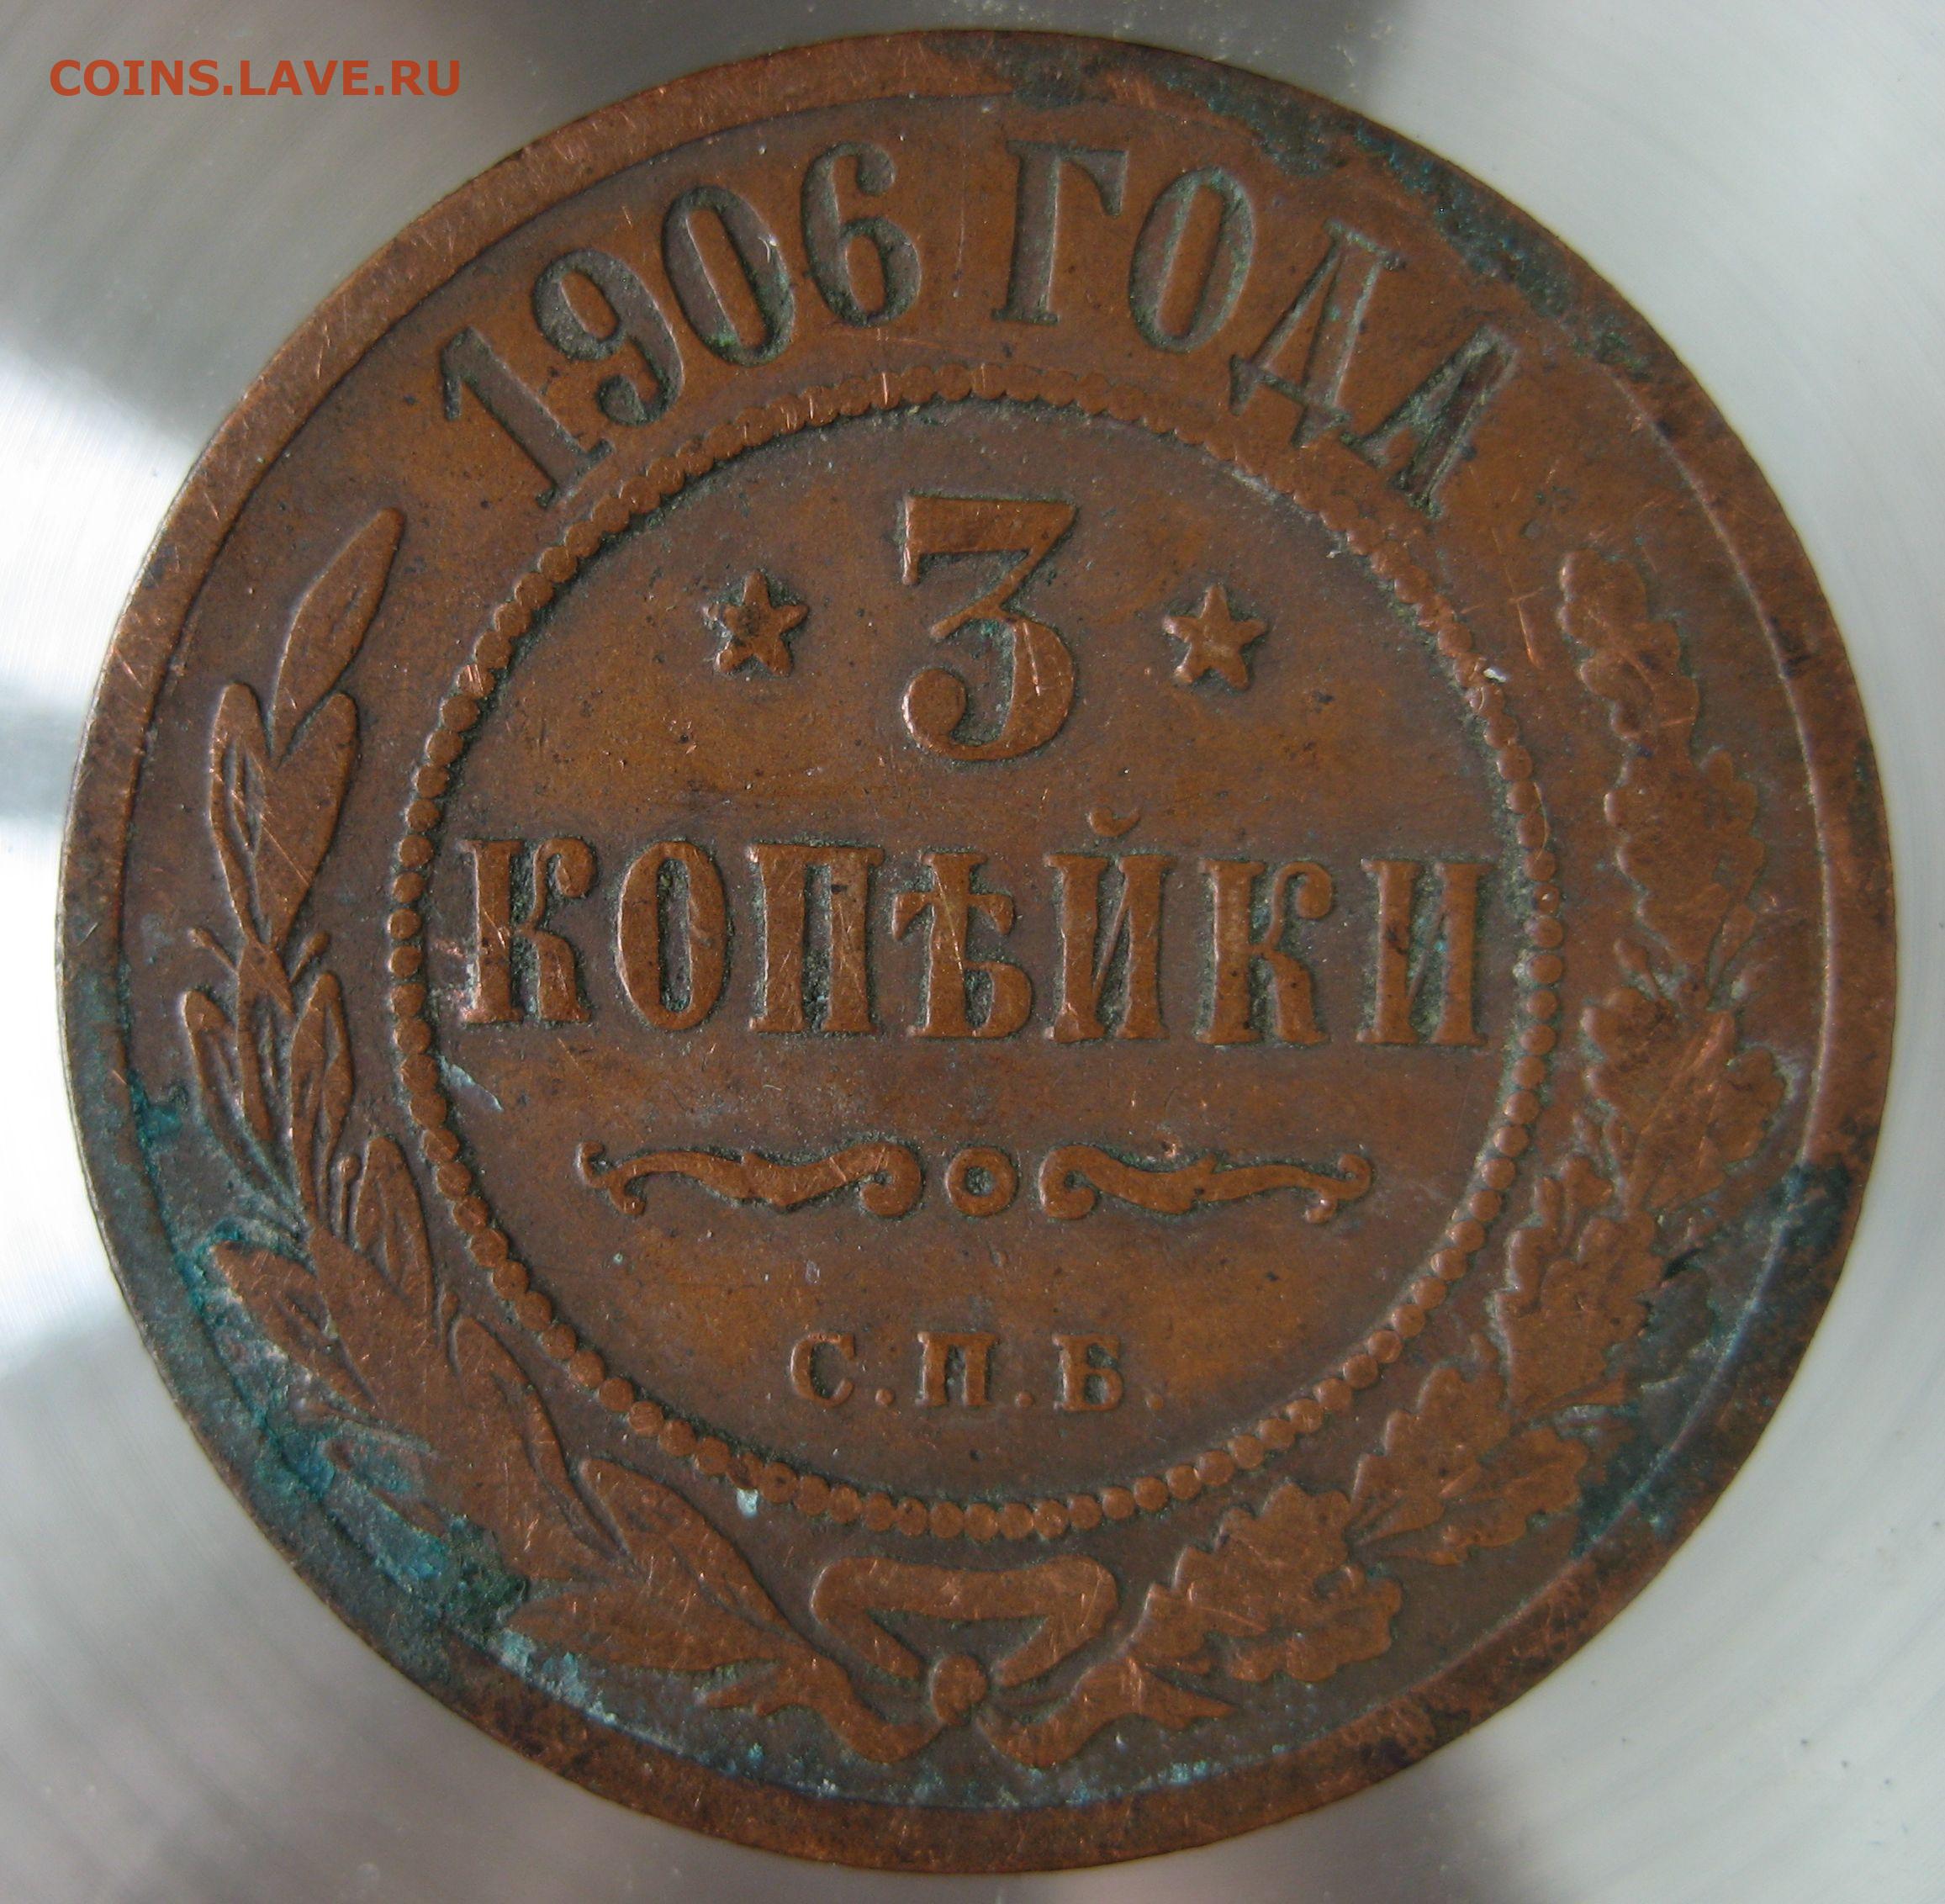 COINS.LAVE.RU
1906 ГОДА
3
КОПѢЙКИ
С.П.Б.